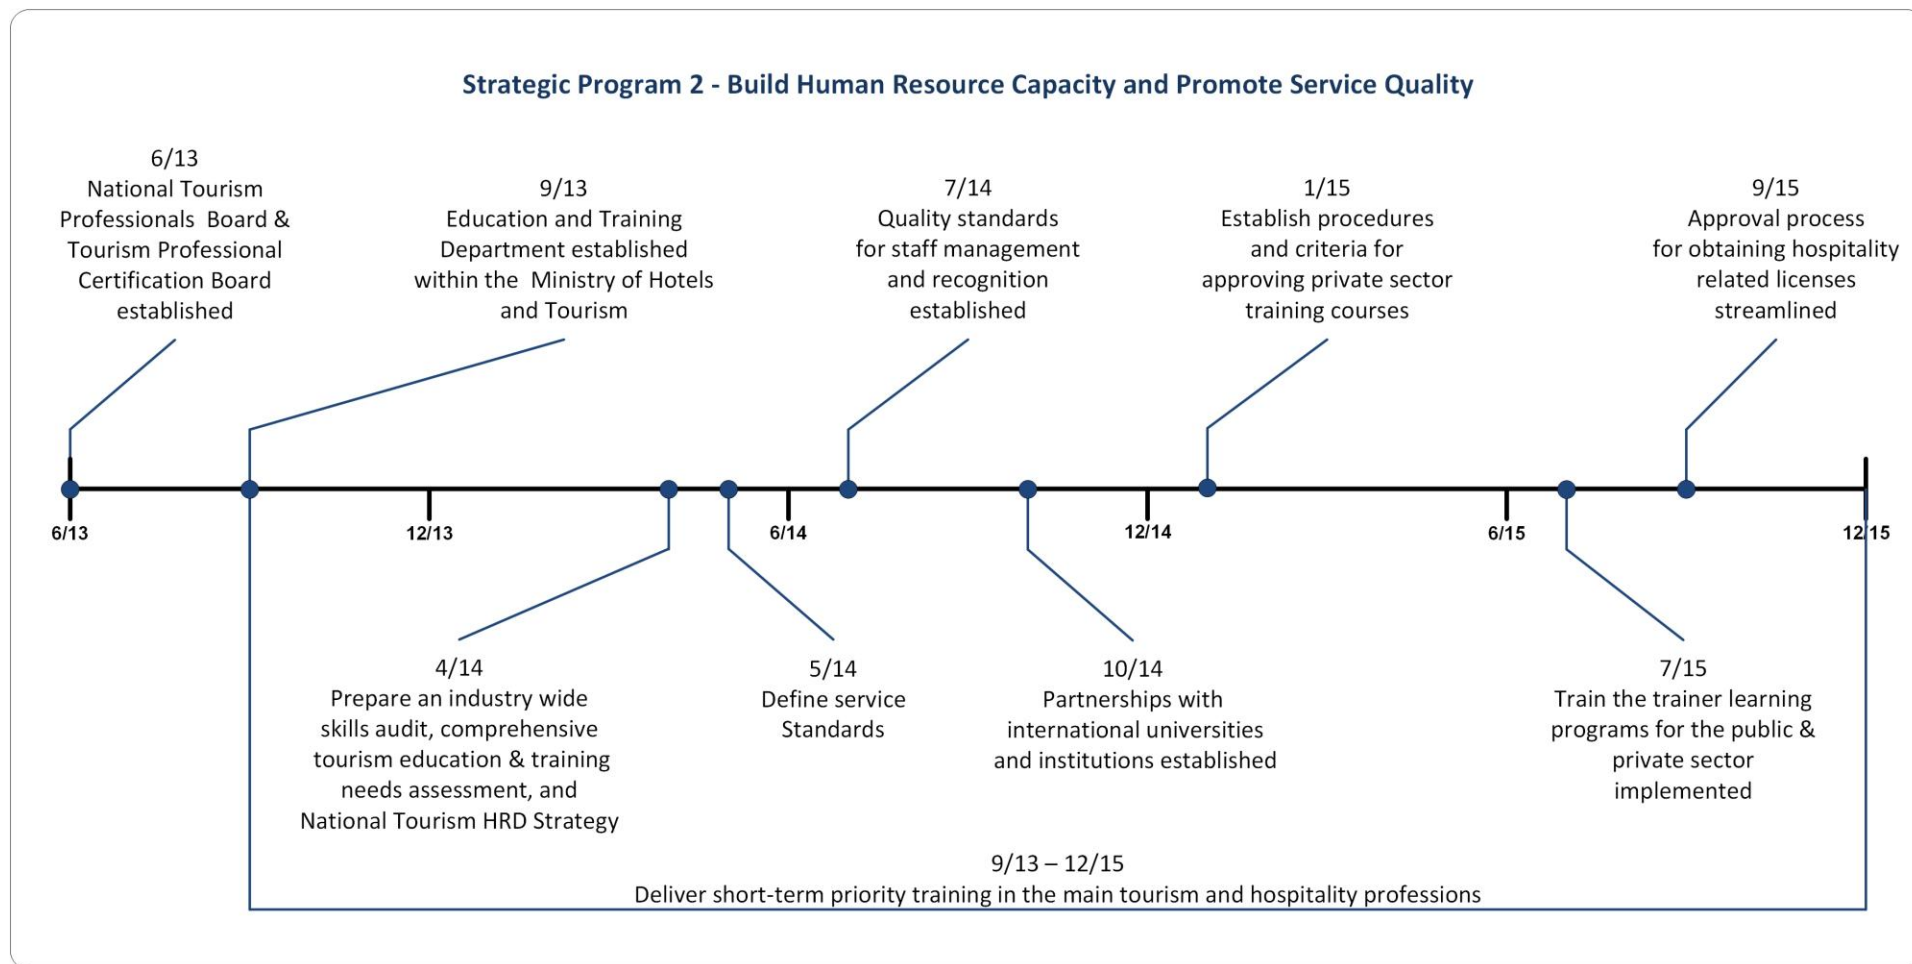 Strategic Program 2 - Build Human Resource Capacity and Promote Service Quality
6/13
National Tourism
Professionals Board &
Tourism Professional
Certification Board
established
9/13
Education and Training
Department established
within the Ministry of Hotels
and Tourism
7/14
Quality standards
for staff management
and recognition
established
1/15
Establish procedures
and criteria for
approving private sector
training courses
9/15
Approval process
for obtaining hospitality
related licenses
streamlined
6/13
12/13
6/14
12/14
6/15
12/15
4/14
Prepare an industry wide
skills audit, comprehensive
tourism education & training
needs assessment, and
National Tourism HRD Strategy
5/14
Define service
Standards
10/14
Partnerships with
international universities
and institutions established
7/15
Train the trainer learning
programs for the public &
private sector
implemented
9/13 – 12/15
Deliver short-term priority training in the main tourism and hospitality professions